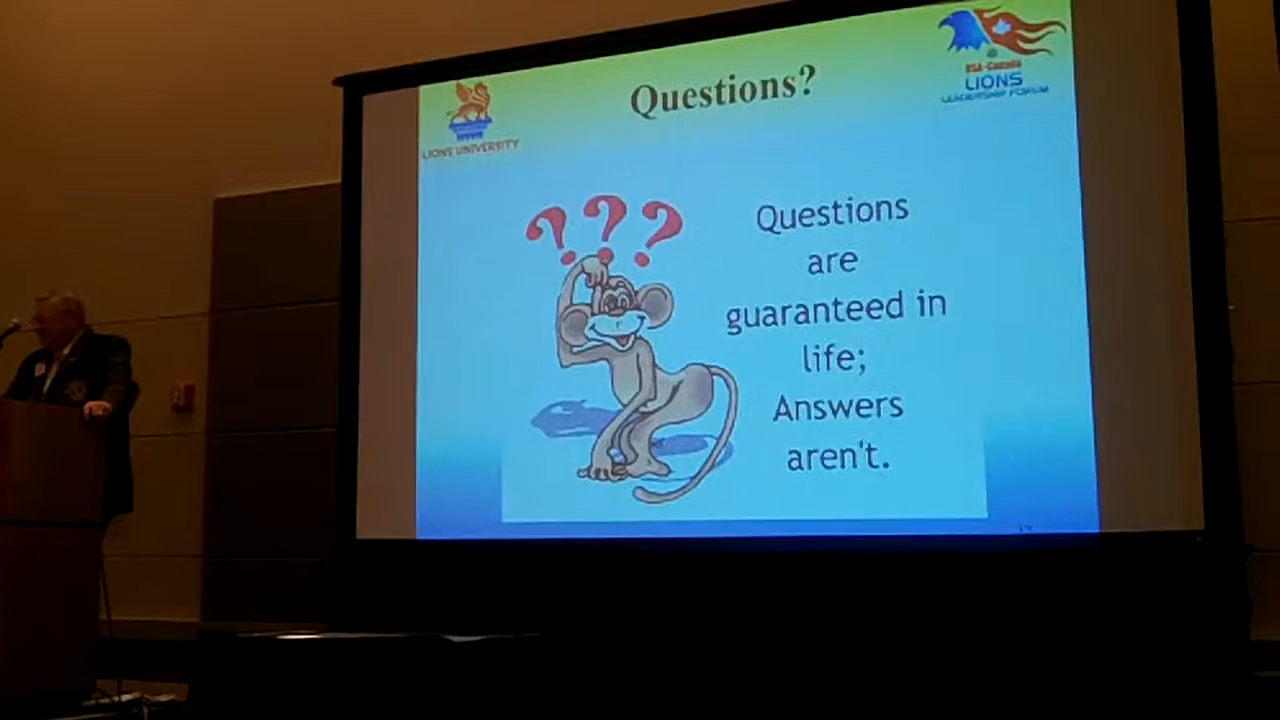 Questions?
LIONS UNIVERSITY
USA-Canada
LIONS
LEADERSHIP FORUM
? ? ?
Questions
are
guaranteed in
life;
Answers
aren't.